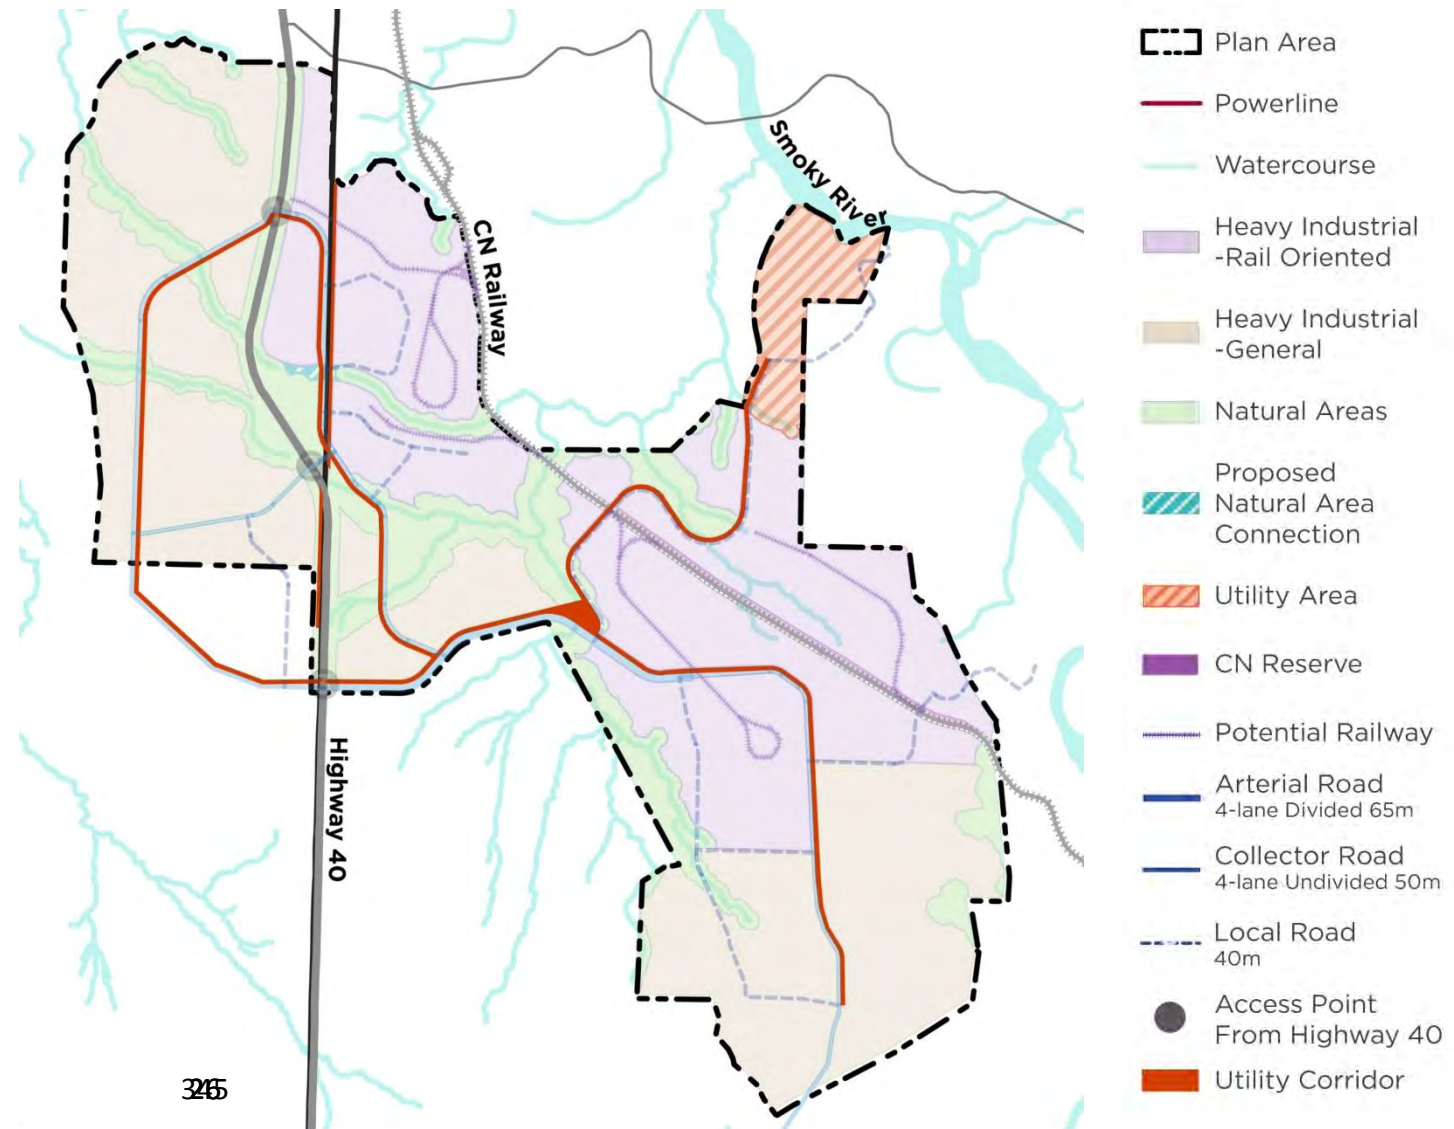 Smoky River
CN Railway
Highway 40
Plan Area
Powerline
Watercourse
Heavy Industrial
-Rail Oriented
Heavy Industrial
-General
Natural Areas
Proposed
Natural Area
Connection
Utility Area
CN Reserve
Potential Railway
Arterial Road
4-lane Divided 65m
Collector Road
4-lane Undivided 50m
Local Road
40m
Access Point
From Highway 40
Utility Corridor